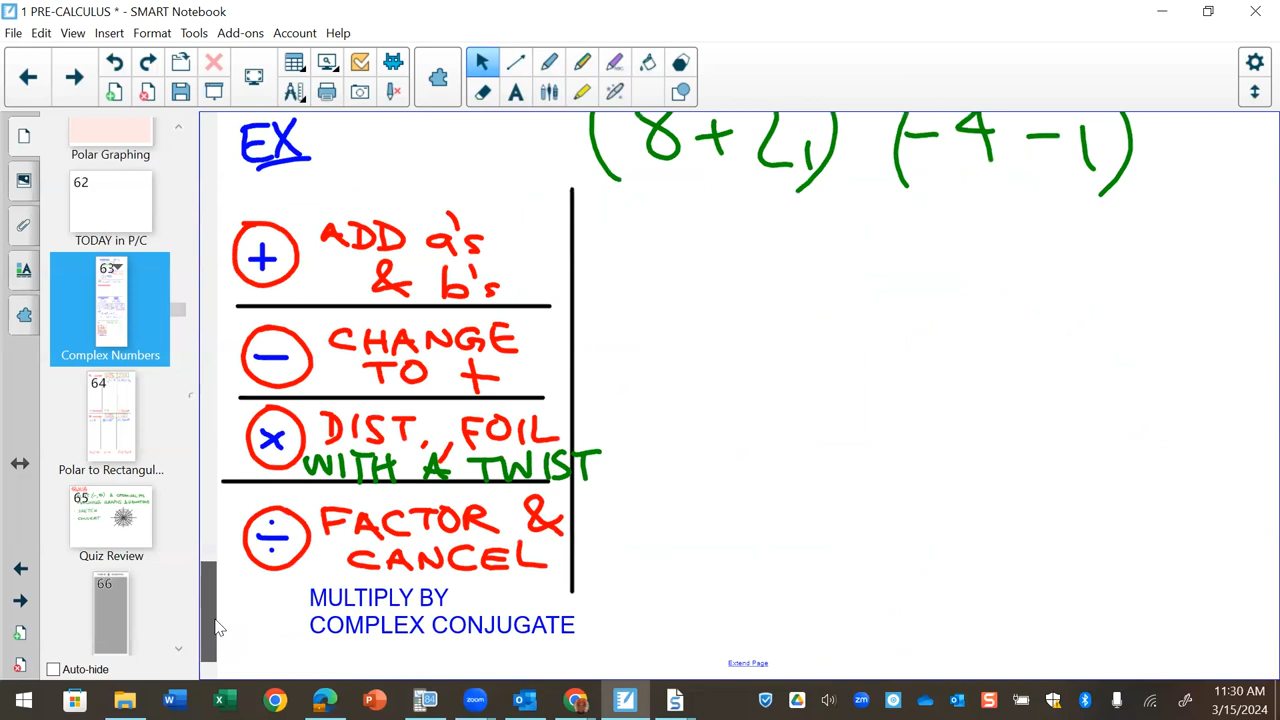 1 PRE-CALCULUS * - SMART Notebook
File Edit View Insert Format Tools Add-ons Account Help
Polar Graphing
62
TODAY in P/C
63
Complex Numbers
64
Polar to Rectangul...
65
Quiz Review
66
Auto-hide
EX
(8 + 2i) (-4 - i)
+ ADD a's
& b's
- CHANGE
TO +
× DIST, FOIL
WITH A TWIST
÷ FACTOR &
CANCEL
MULTIPLY BY
COMPLEX CONJUGATE
Extend Page
11:30 AM
3/15/2024